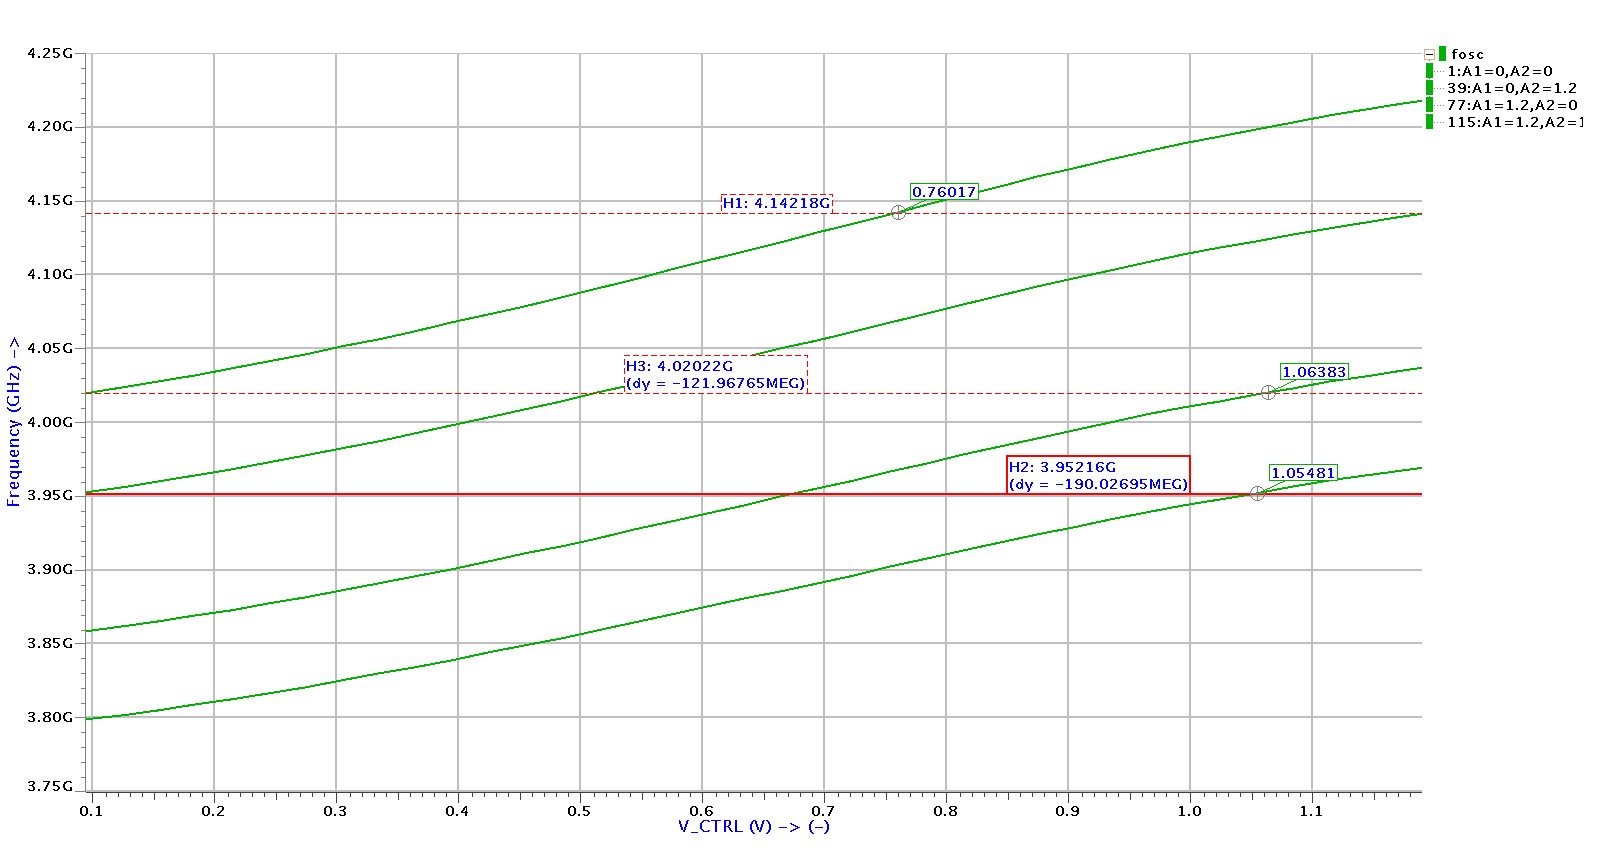 4.25G
4.20G
4.15G
4.10G
4.05G
4.00G
3.95G
3.90G
3.85G
3.80G
3.75G
Frequency (GHz) –>
fosc
1:A1=0,A2=0
39:A1=0,A2=1.2
77:A1=1.2,A2=0
115:A1=1.2,A2=1
0.76017
H1: 4.14218G
H3: 4.02022G
(dy = –121.96765MEG)
1.06383
H2: 3.95216G
(dy = –190.02695MEG)
1.05481
0.1 0.2 0.3 0.4 0.5 0.6 0.7 0.8 0.9 1.0 1.1
V_CTRL (V) –> (–)